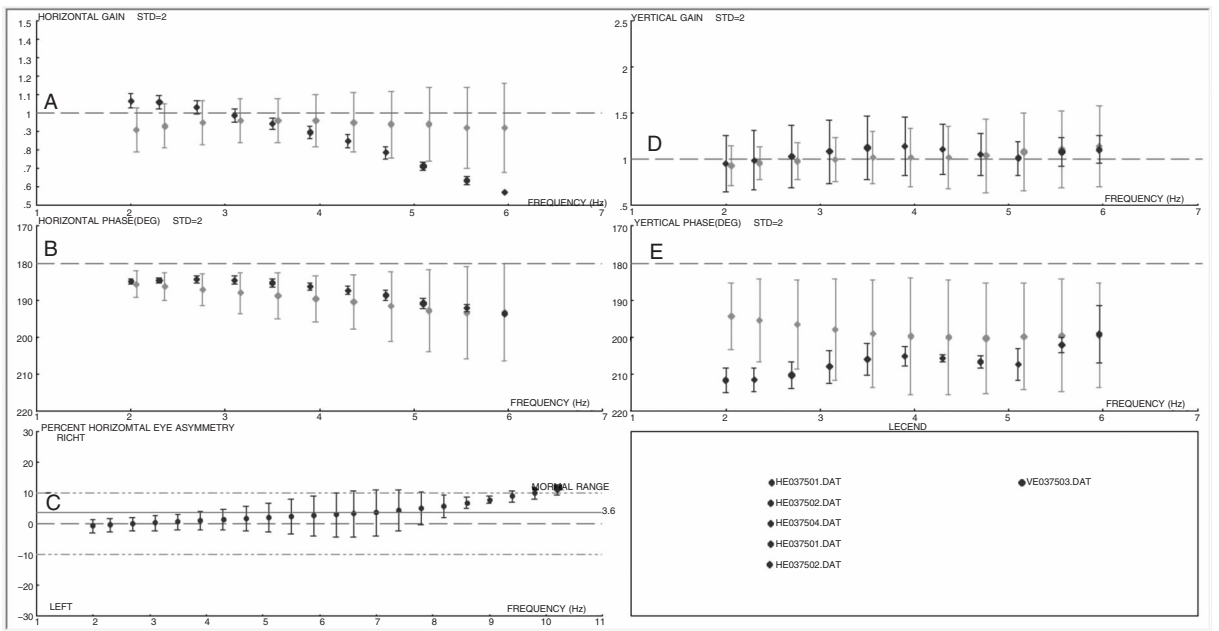 HORIZONTAL GAIN STD=2
1.5
1.4
1.3
1.2
1.1
1
.3
.8
.7
.6
.5
A
FREQUENCY (Hz)
1 2 3 4 5 6 7
HORIZONTAL PHASE(DEG) STD=2
170
180
190
200
210
220
B
FREQUENCY (Hz)
1 2 3 4 5 6 7
PERCENT HORIZOMTAL EYE ASYMMETRY
RICHT
30
20
10
0
−10
−20
−30
C
MORMAL RANGE
3.6
LEFT
FREQUENCY (Hz)
1 2 3 4 5 6 7 8 9 10 11
YERTICAL GAIN STD=2
2.5
2
1.5
1
.5
D
FREQUENCY (Hz)
1 2 3 4 5 6 7
YERTICAL PHASE(DEG) STD=2
170
180
190
200
210
220
E
FREQUENCY (Hz)
1 2 3 4 5 6 7
LECEND
HE037501.DAT
HE037502.DAT
HE037504.DAT
HE037501.DAT
HE037502.DAT
VE037503.DAT